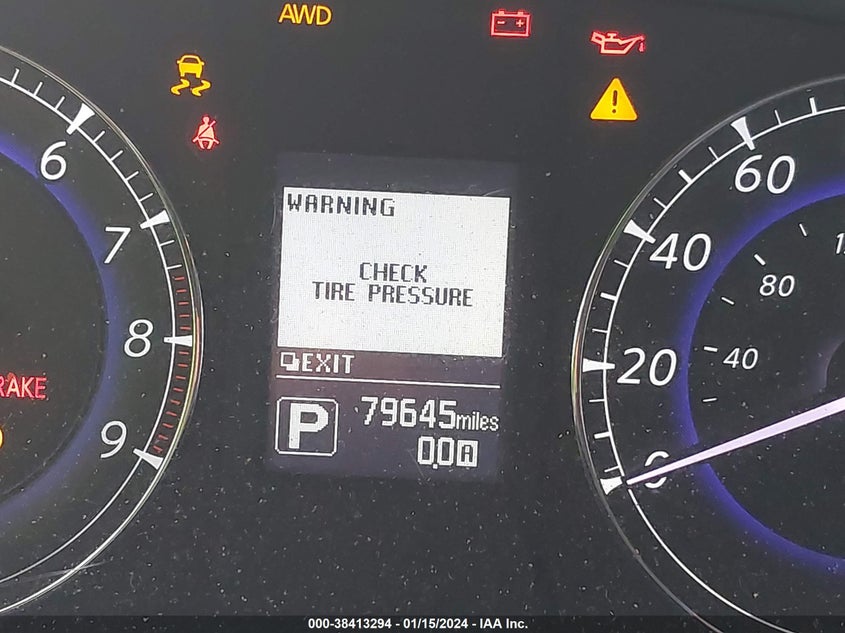 AWD
6
7
8
9
WARNING
CHECK
TIRE PRESSURE
EXIT
P
79645miles
0.0A
60
40
20
0
80
40
000-38413294 - 01/15/2024 - IAA Inc.